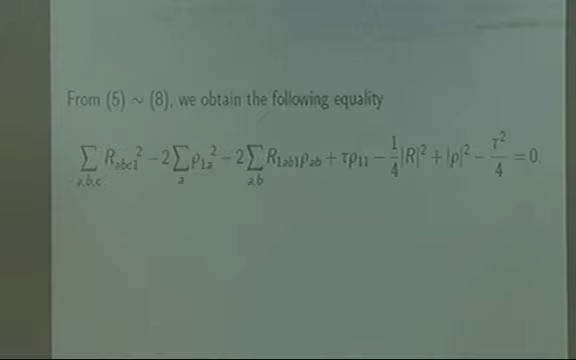 From (5) ~ (8), we obtain the following equality
∑_{a,b,c} R_{abc1}² − 2∑_a ρ_{1a}² − 2∑_{a,b} R_{1ab1}ρ_{ab} + τρ_{11} − 1/4|R|² + |ρ|² − τ²/4 = 0.